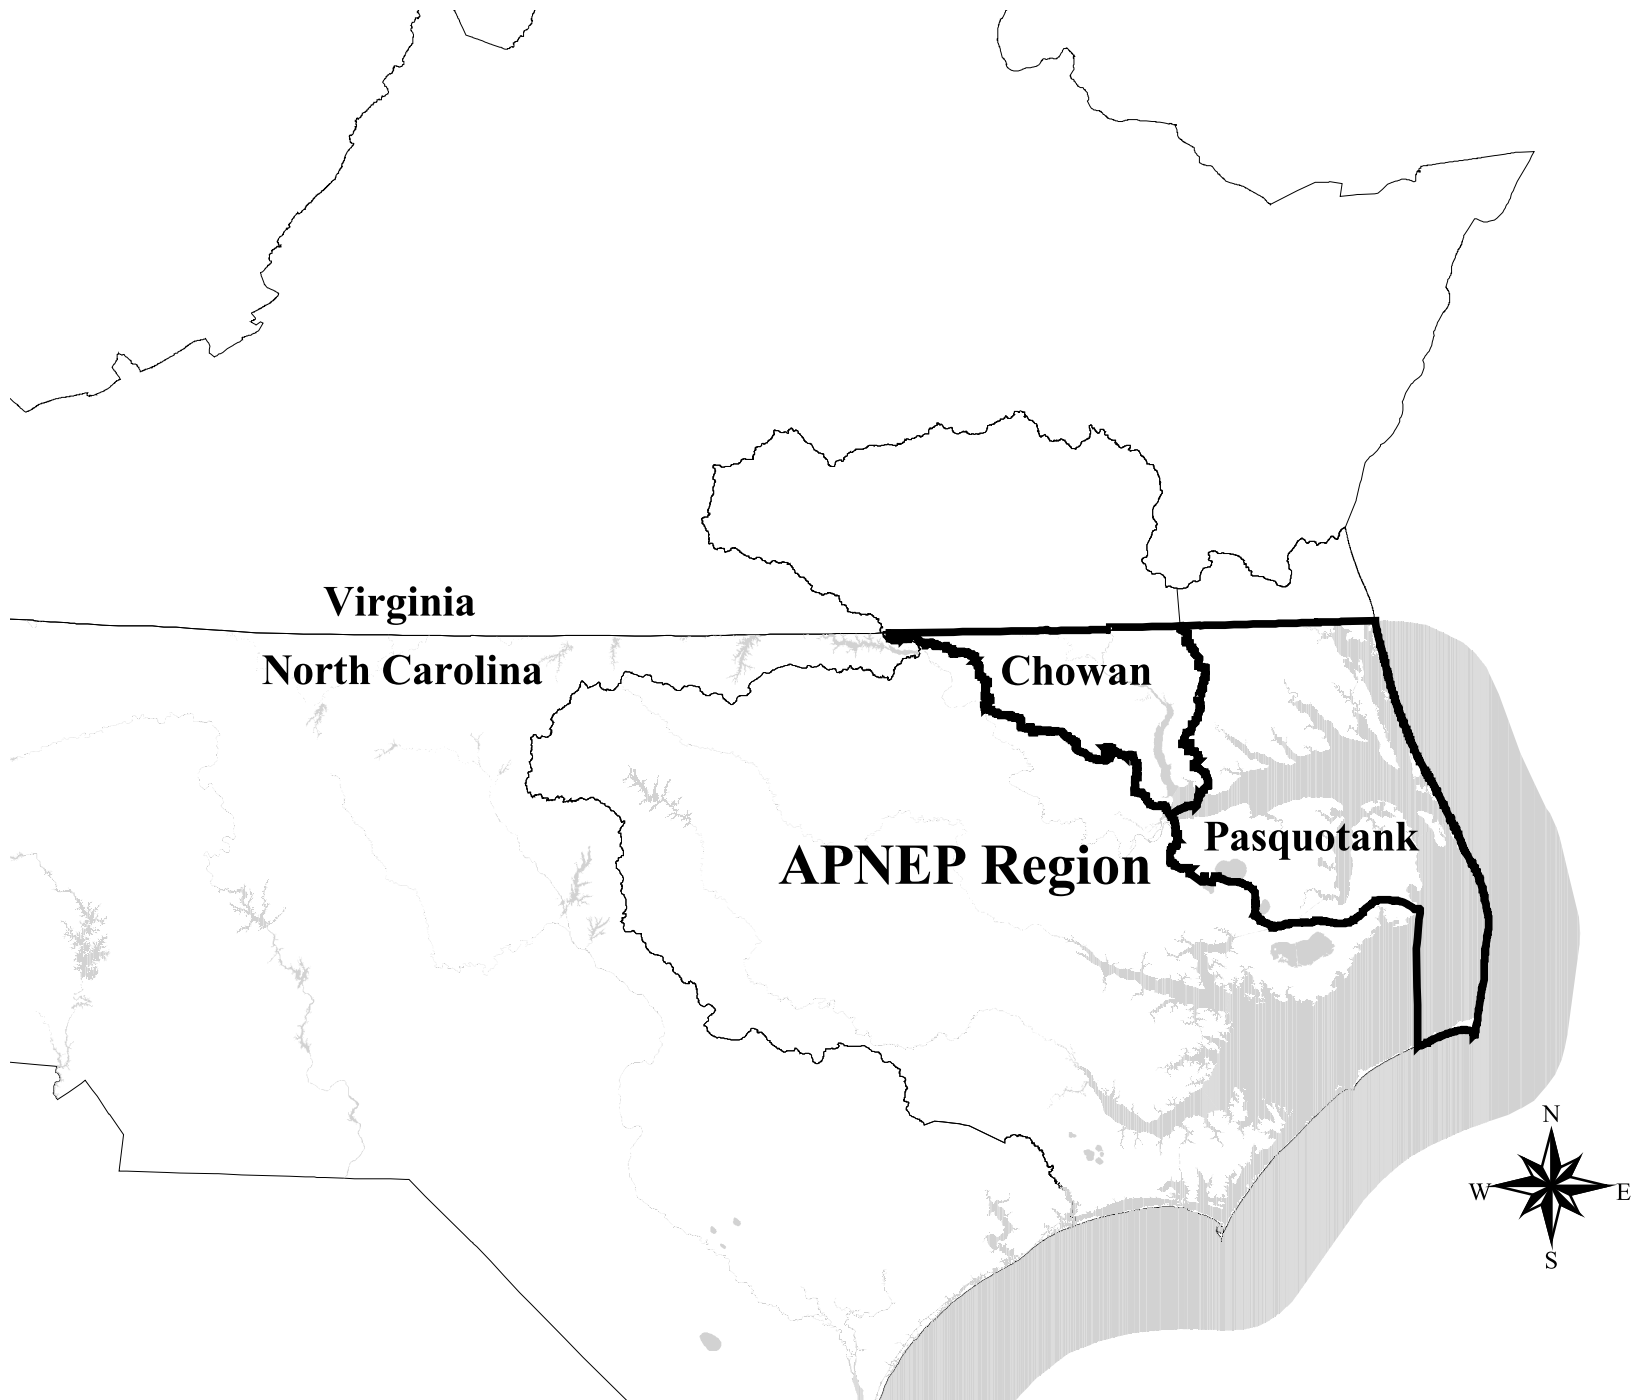 Virginia
North Carolina
Chowan
Pasquotank
APNEP Region
N
W
E
S